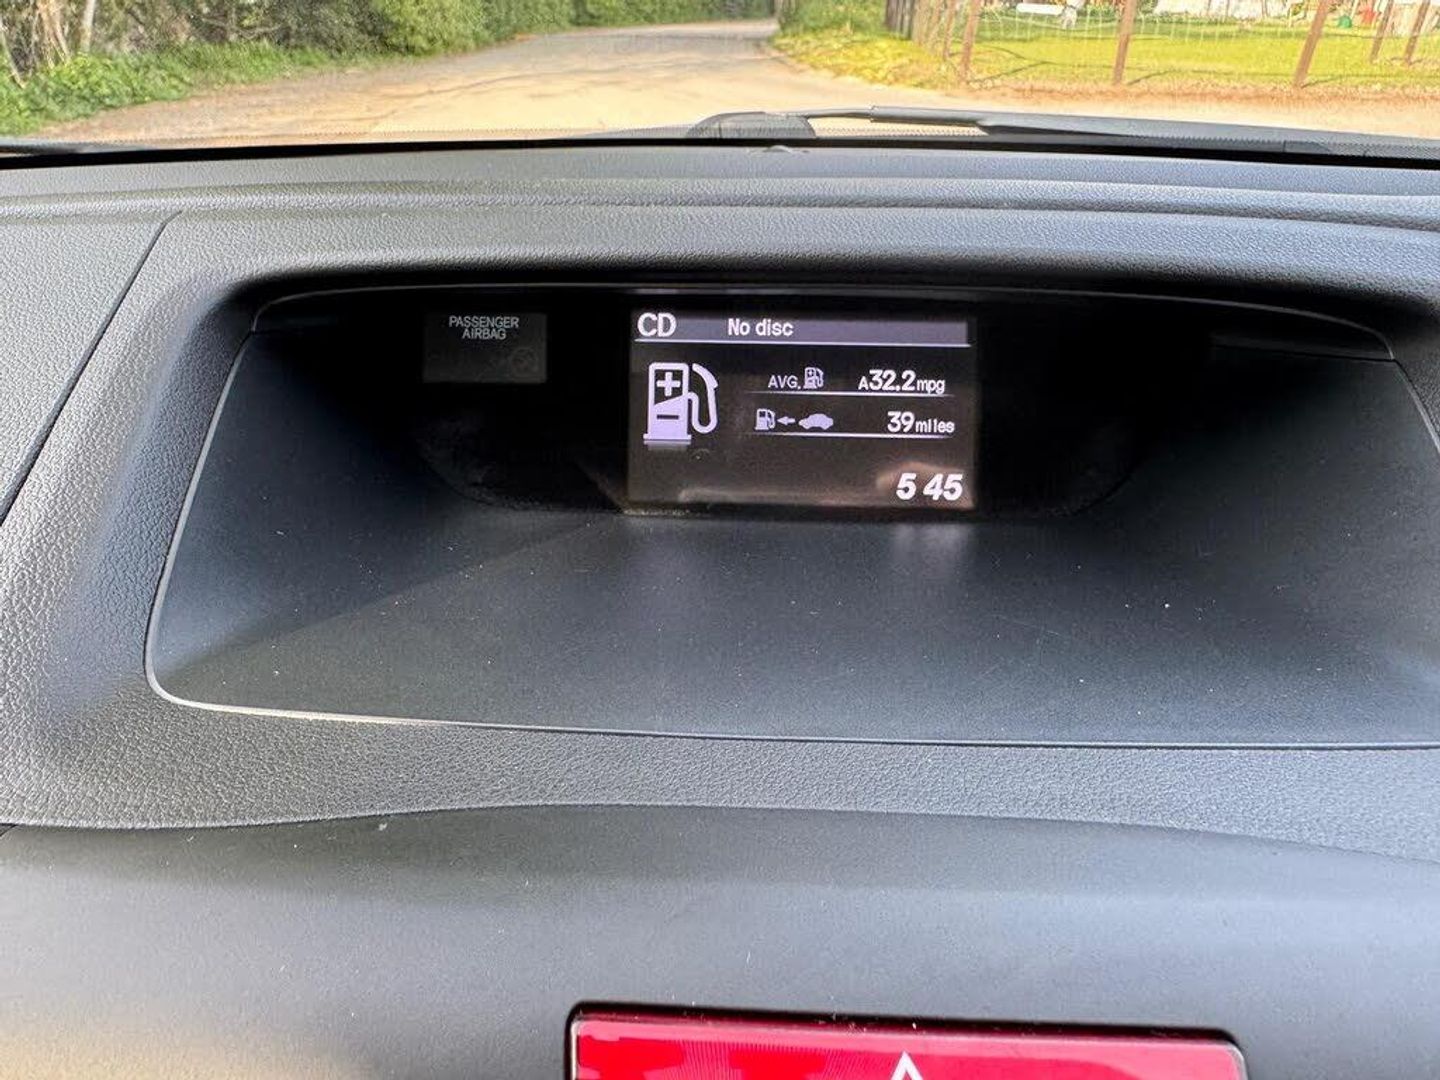 PASSENGER
AIRBAG
CD No disc
AVG. A32.2mpg
39miles
5 45